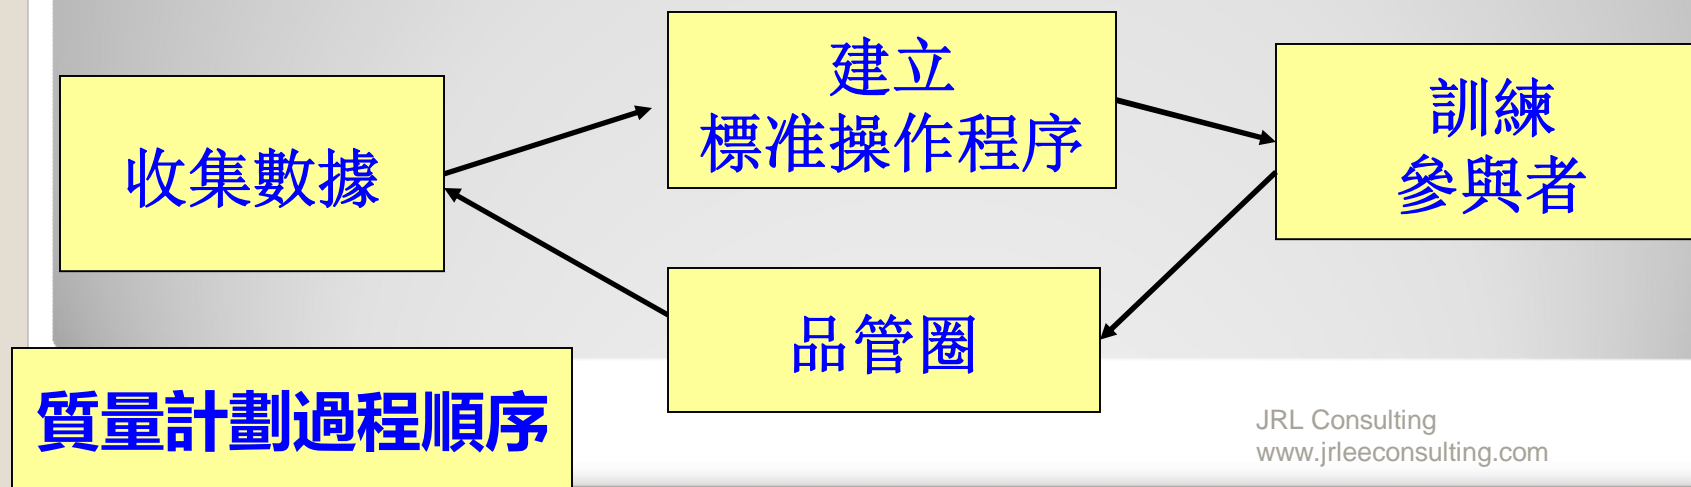 收集數據
建立
標准操作程序
訓練
參與者
品管圈
質量計劃過程順序
JRL Consulting
www.jrleeconsulting.com